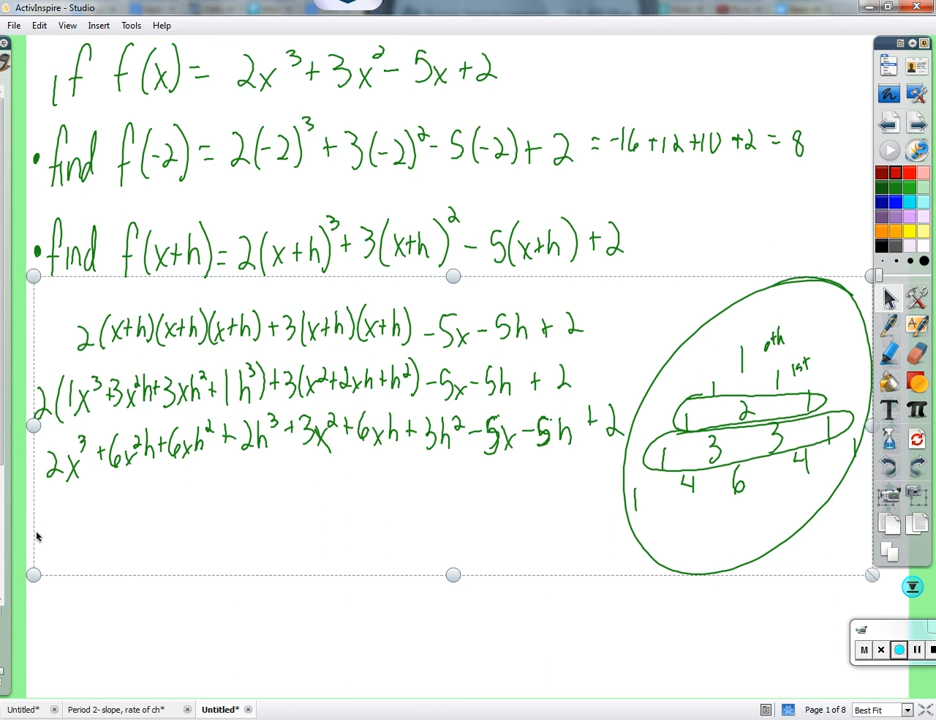 ActivInspire - Studio
File Edit View Insert Tools Help
If f(x) = 2x³ + 3x² - 5x + 2
• find f(-2) = 2(-2)³ + 3(-2)² - 5(-2) + 2 = -16 + 12 + 10 + 2 = 8
• find f(x+h) = 2(x+h)³ + 3(x+h)² - 5(x+h) + 2
2(x+h)(x+h)(x+h) + 3(x+h)(x+h) - 5x - 5h + 2
2(1x³ + 3x²h + 3xh² + 1h³) + 3(x² + 2xh + h²) - 5x - 5h + 2
2x³ + 6x²h + 6xh² + 2h³ + 3x² + 6xh + 3h² - 5x - 5h + 2
1 0th
1 1 1st
1 2 1
1 3 3 1
1 4 6 4 1
M
Untitled* Period 2- slope, rate of ch* Untitled* Page 1 of 8 Best Fit